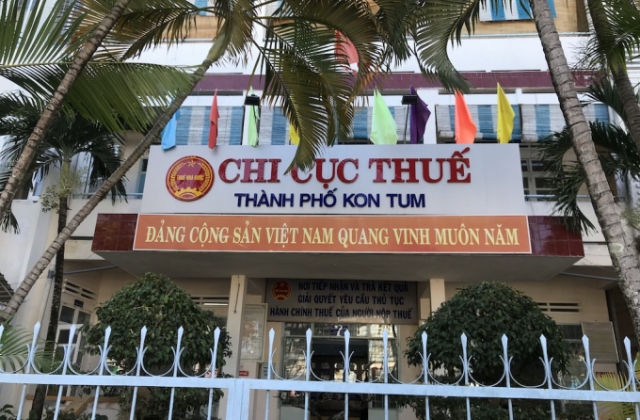 CHI CỤC THUẾ
THÀNH PHỐ KON TUM
ĐẢNG CỘNG SẢN VIỆT NAM QUANG VINH MUÔN NĂM
NƠI TIẾP NHẬN VÀ TRẢ KẾT QUẢ
GIẢI QUYẾT YÊU CẦU THỦ TỤC
HÀNH CHÍNH THUẾ CỦA NGƯỜI NỘP THUẾ